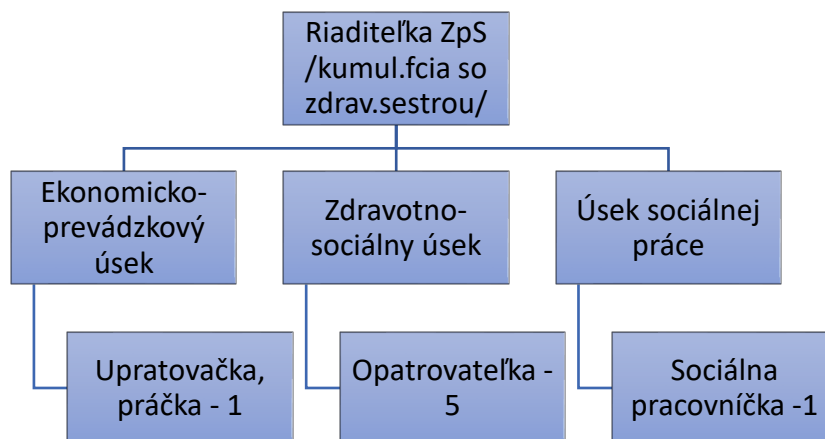 Riaditeľka ZpS
/kumul.fcia so
zdrav.sestrou/
Ekonomicko-
prevádzkový
úsek
Zdravotno-
sociálny úsek
Úsek sociálnej
práce
Upratovačka,
práčka - 1
Opatrovateľka -
5
Sociálna
pracovníčka -1